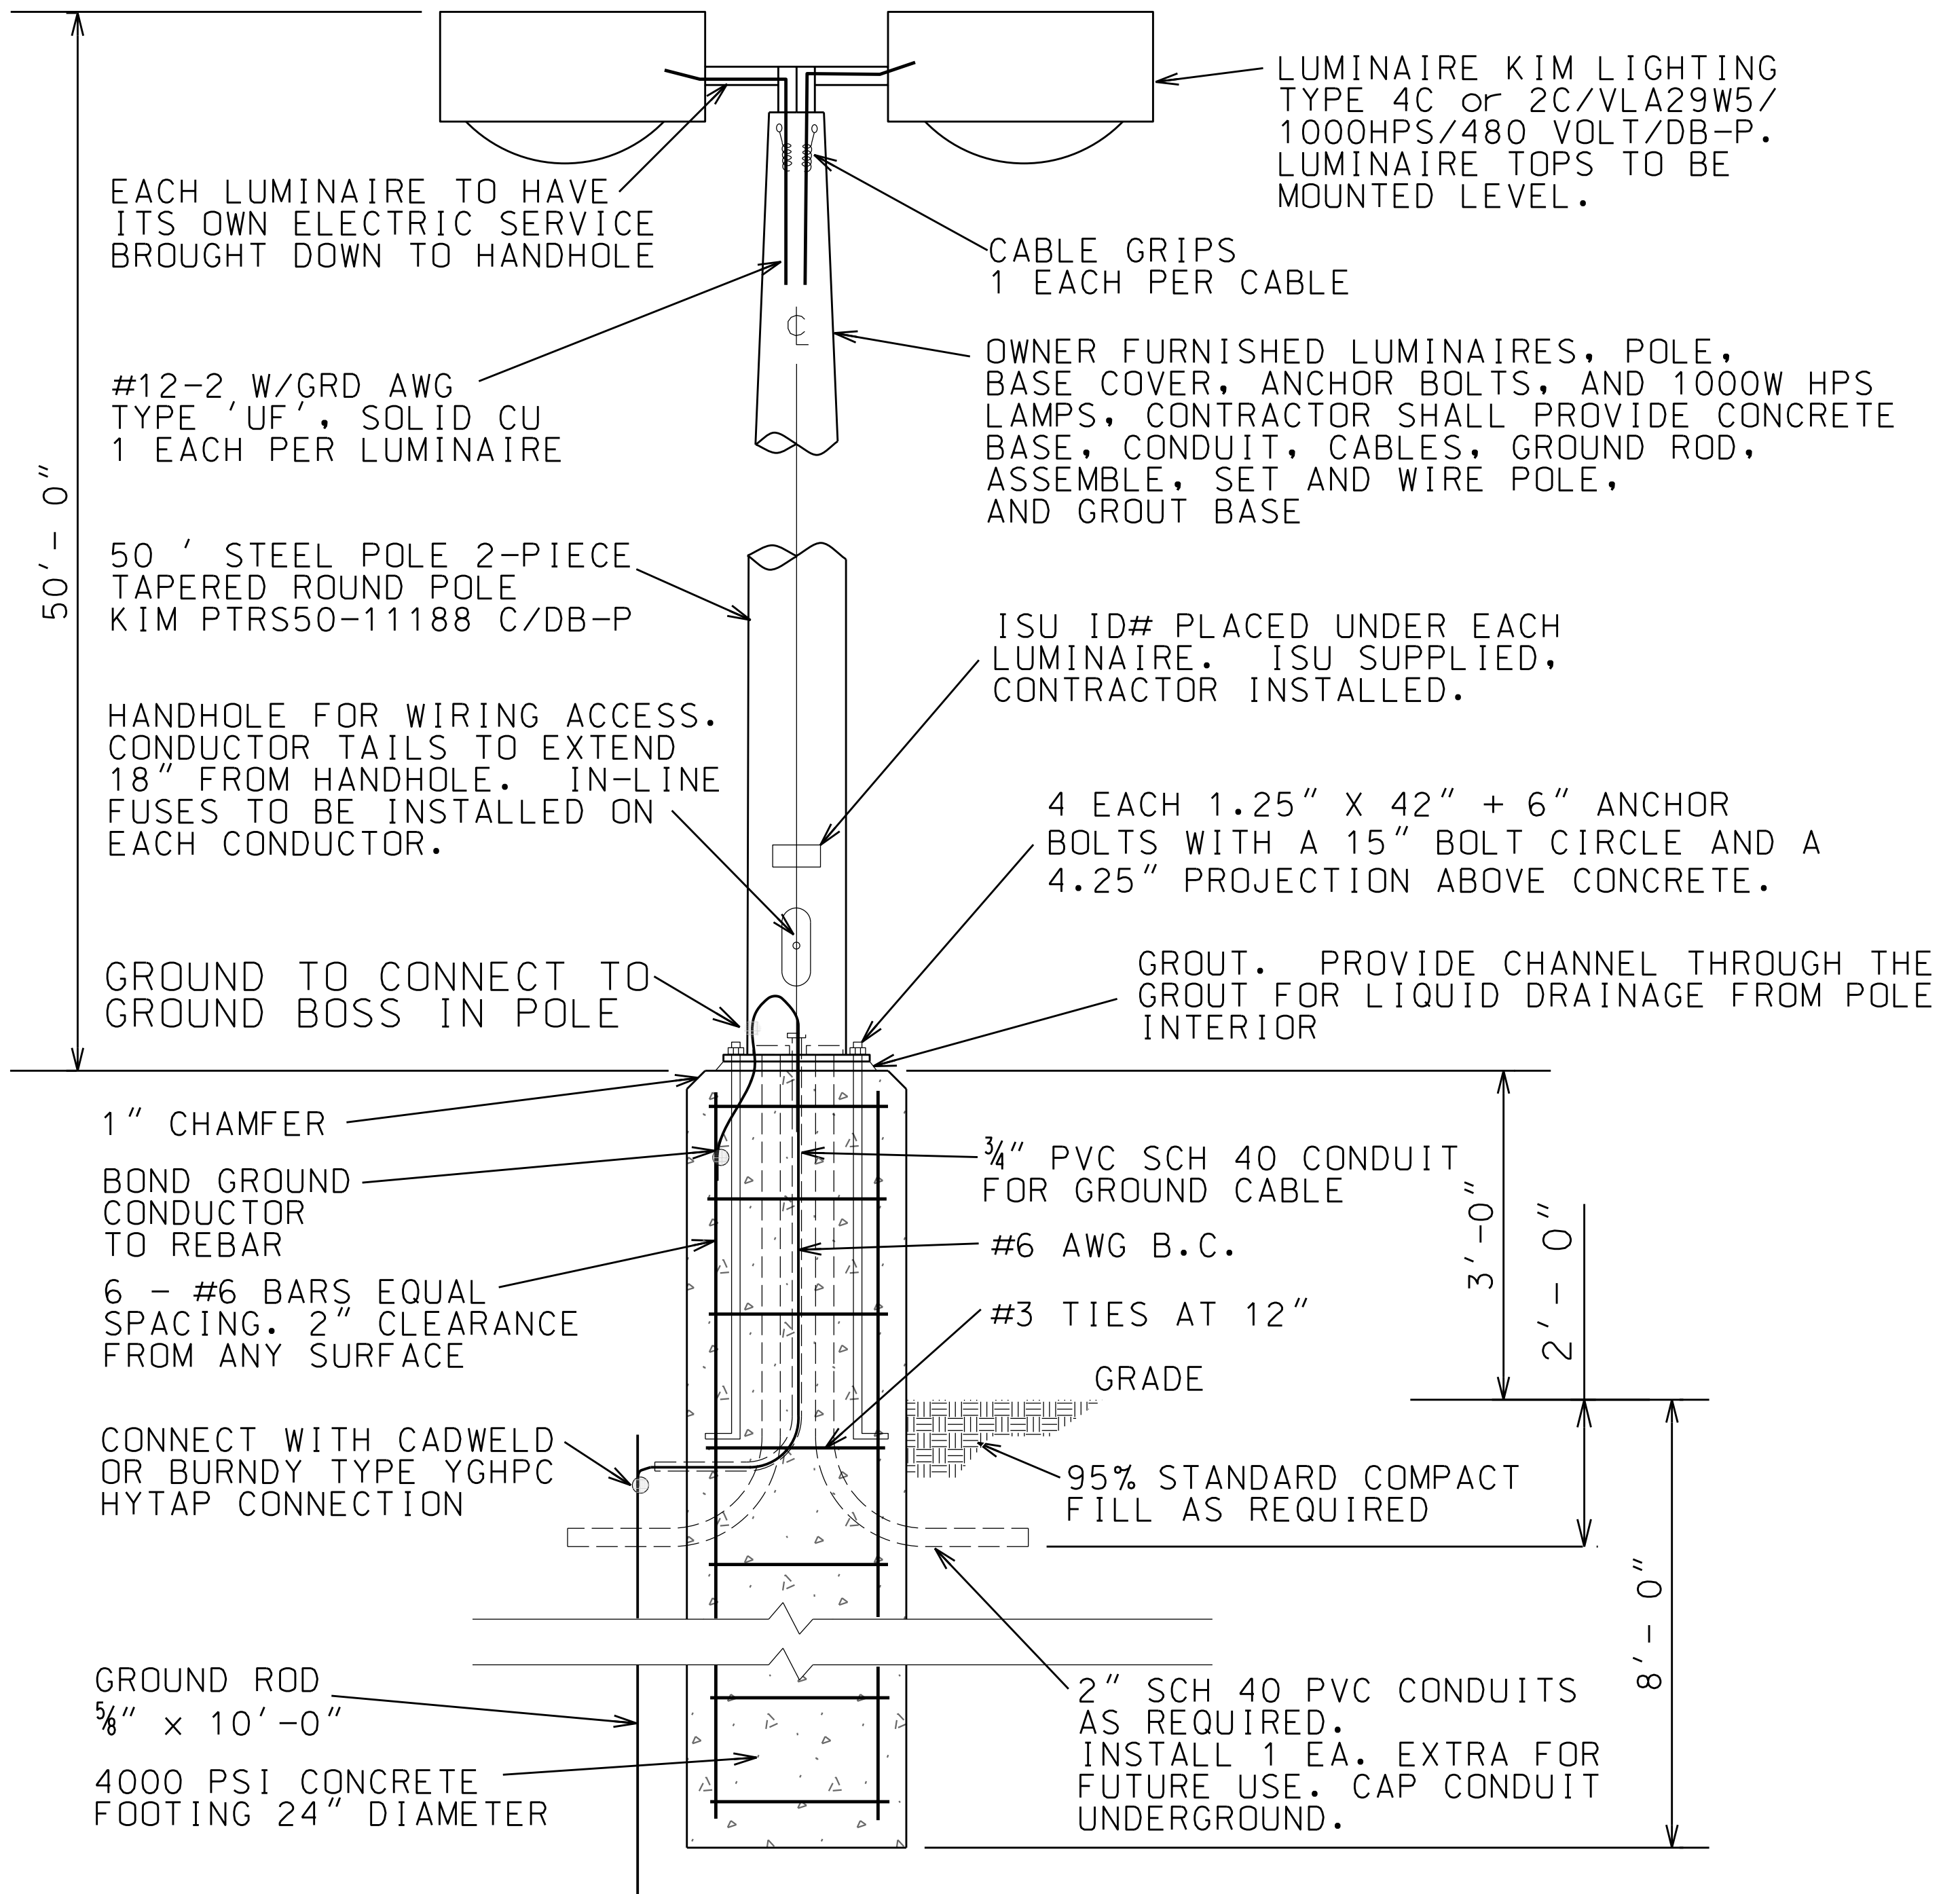 LUMINAIRE KIM LIGHTING
TYPE 4C or 2C/VLA29W5/
1000HPS/480 VOLT/DB-P.
LUMINAIRE TOPS TO BE
MOUNTED LEVEL.
EACH LUMINAIRE TO HAVE
ITS OWN ELECTRIC SERVICE
BROUGHT DOWN TO HANDHOLE
CABLE GRIPS
1 EACH PER CABLE
℄
OWNER FURNISHED LUMINAIRES, POLE,
BASE COVER, ANCHOR BOLTS, AND 1000W HPS
LAMPS, CONTRACTOR SHALL PROVIDE CONCRETE
BASE, CONDUIT, CABLES, GROUND ROD,
ASSEMBLE, SET AND WIRE POLE,
AND GROUT BASE
#12-2 W/GRD AWG
TYPE 'UF', SOLID CU
1 EACH PER LUMINAIRE
50'- 0"
50 ' STEEL POLE 2-PIECE
TAPERED ROUND POLE
KIM PTRS50-11188 C/DB-P
ISU ID# PLACED UNDER EACH
LUMINAIRE. ISU SUPPLIED,
CONTRACTOR INSTALLED.
HANDHOLE FOR WIRING ACCESS.
CONDUCTOR TAILS TO EXTEND
18" FROM HANDHOLE. IN-LINE
FUSES TO BE INSTALLED ON
EACH CONDUCTOR.
4 EACH 1.25" X 42" + 6" ANCHOR
BOLTS WITH A 15" BOLT CIRCLE AND A
4.25" PROJECTION ABOVE CONCRETE.
GROUND TO CONNECT TO
GROUND BOSS IN POLE
GROUT. PROVIDE CHANNEL THROUGH THE
GROUT FOR LIQUID DRAINAGE FROM POLE
INTERIOR
1" CHAMFER
BOND GROUND
CONDUCTOR
TO REBAR
¾" PVC SCH 40 CONDUIT
FOR GROUND CABLE
3'-0"
2'- 0"
#6 AWG B.C.
6 - #6 BARS EQUAL
SPACING. 2" CLEARANCE
FROM ANY SURFACE
#3 TIES AT 12"
GRADE
CONNECT WITH CADWELD
OR BURNDY TYPE YGHPC
HYTAP CONNECTION
95% STANDARD COMPACT
FILL AS REQUIRED
8'- 0"
GROUND ROD
⅝" x 10'-0"
2" SCH 40 PVC CONDUITS
AS REQUIRED.
INSTALL 1 EA. EXTRA FOR
FUTURE USE. CAP CONDUIT
UNDERGROUND.
4000 PSI CONCRETE
FOOTING 24" DIAMETER